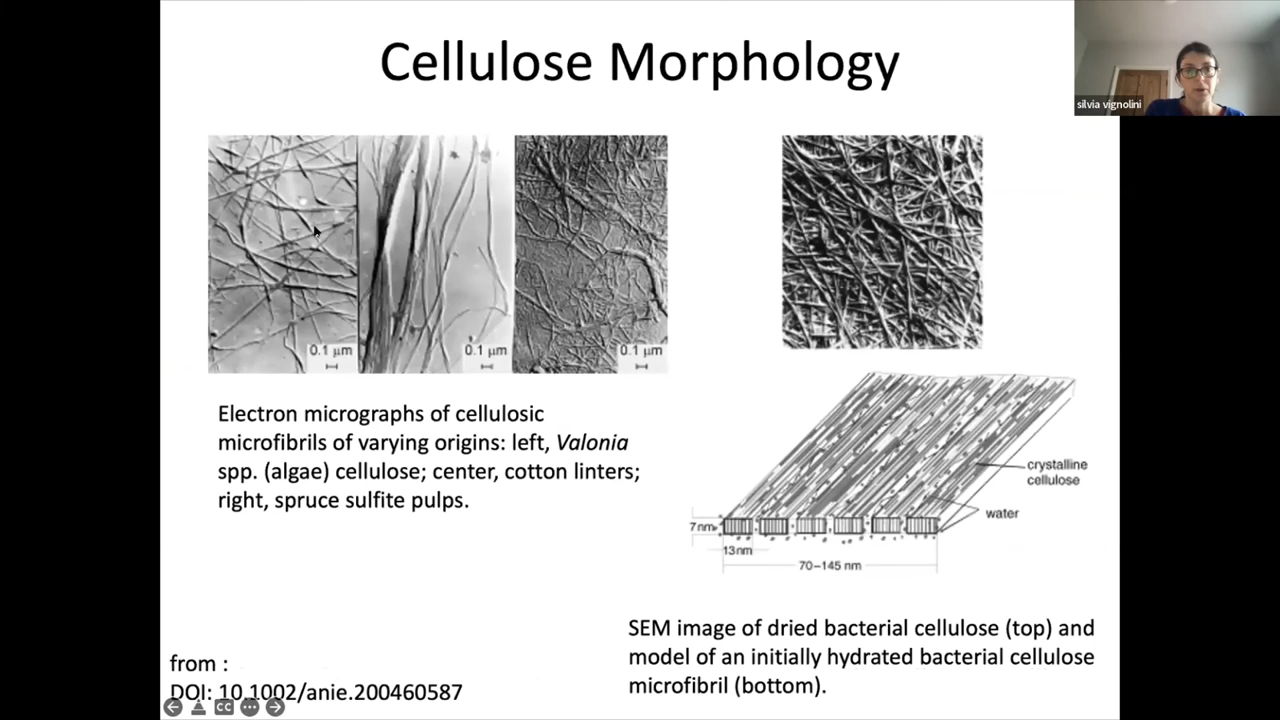 Cellulose Morphology
silvia vignolini
0.1 μm
0.1 μm
0.1 μm
Electron micrographs of cellulosic
microfibrils of varying origins: left, Valonia
spp. (algae) cellulose; center, cotton linters;
right, spruce sulfite pulps.
crystalline
cellulose
water
7nm
13nm
70–145 nm
SEM image of dried bacterial cellulose (top) and
model of an initially hydrated bacterial cellulose
microfibril (bottom).
from :
DOI: 10.1002/anie.200460587
CC